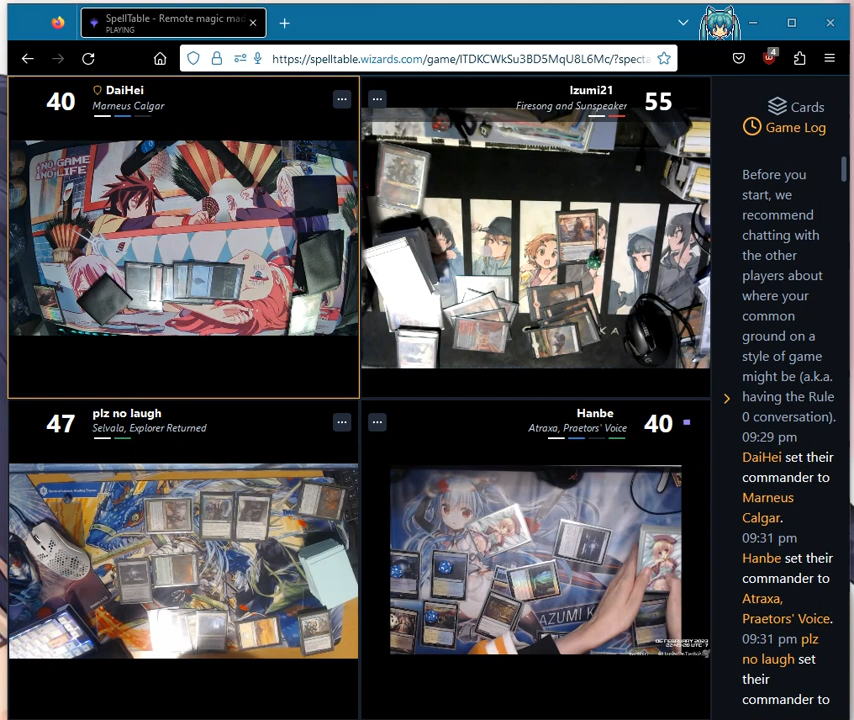 SpellTable - Remote magic mad
PLAYING
https://spelltable.wizards.com/game/ITDKCWkSu3BD5MqU8L6Mc/?specta
4
40
DaiHei
Marneus Calgar
Izumi21
55
Firesong and Sunspeaker
NO GAME
NO LIFE
47
plz no laugh
Selvala, Explorer Returned
Hanbe
40
Atraxa, Praetors' Voice
Cards
Game Log
Before you
start, we
recommend
chatting with
the other
players about
where your
common
ground on a
style of game
might be (a.k.a.
having the Rule
0 conversation).
09:29 pm
DaiHei set their
commander to
Marneus
Calgar.
09:31 pm
Hanbe set their
commander to
Atraxa,
Praetors' Voice.
09:31 pm plz
no laugh set
their
commander to